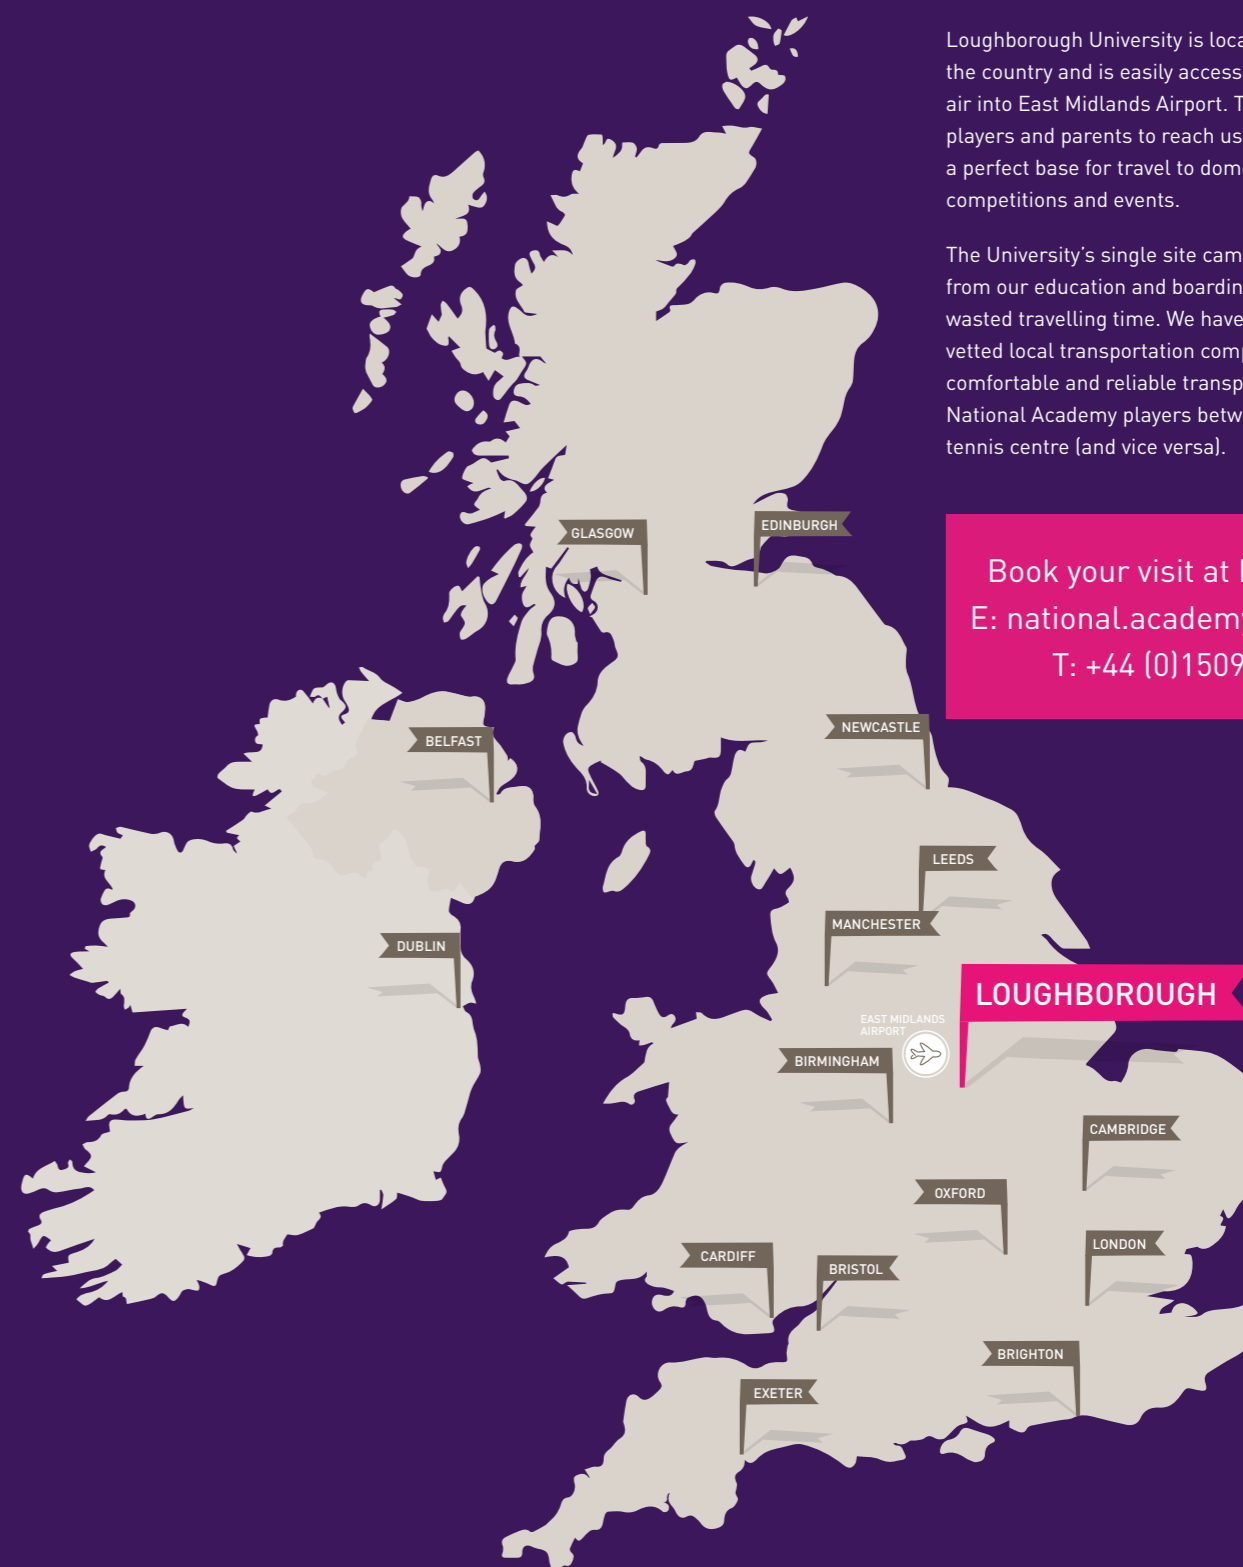 Loughborough University is loca
the country and is easily access
air into East Midlands Airport. T
players and parents to reach us
a perfect base for travel to dome
competitions and events.
The University's single site cam
from our education and boardin
wasted travelling time. We have
vetted local transportation comp
comfortable and reliable transp
National Academy players betw
tennis centre (and vice versa).
GLASGOW
EDINBURGH
Book your visit at
E: national.academy
T: +44 (0)1509
BELFAST
NEWCASTLE
LEEDS
MANCHESTER
DUBLIN
LOUGHBOROUGH
EAST MIDLANDS
AIRPORT
BIRMINGHAM
CAMBRIDGE
OXFORD
LONDON
CARDIFF
BRISTOL
BRIGHTON
EXETER